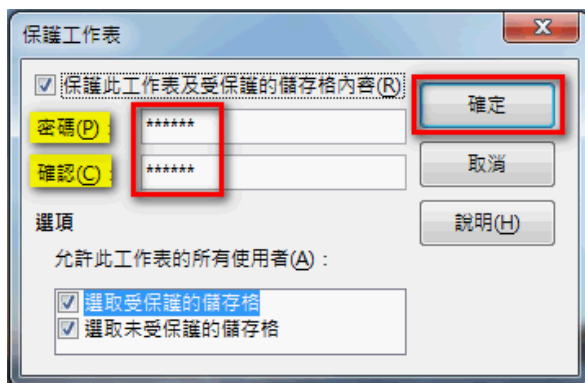 保護工作表
保護此工作表及受保護的儲存格內容(R)
確定
密碼(P)：
******
確認(C)：
******
取消
選項
說明(H)
允許此工作表的所有使用者(A)：
選取受保護的儲存格
選取未受保護的儲存格